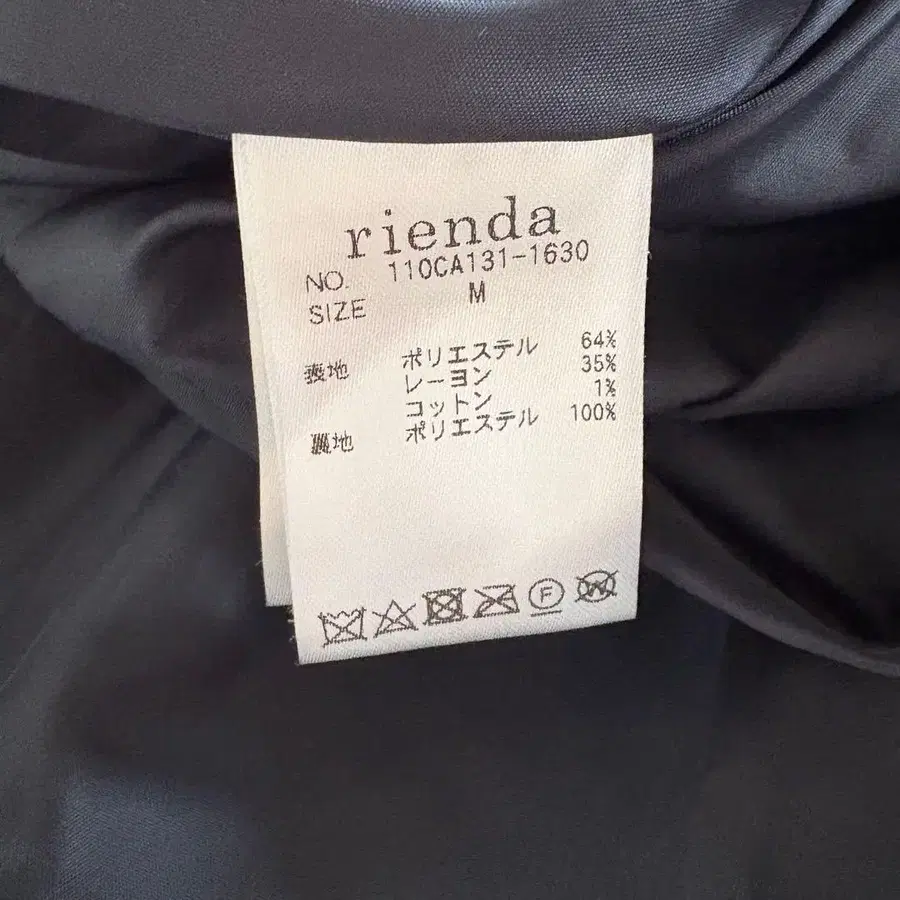 rienda
NO. 110CA131-1630
SIZE M
表地 ポリエステル 64%
レーヨン 35%
コットン 1%
裏地 ポリエステル 100%
F
W